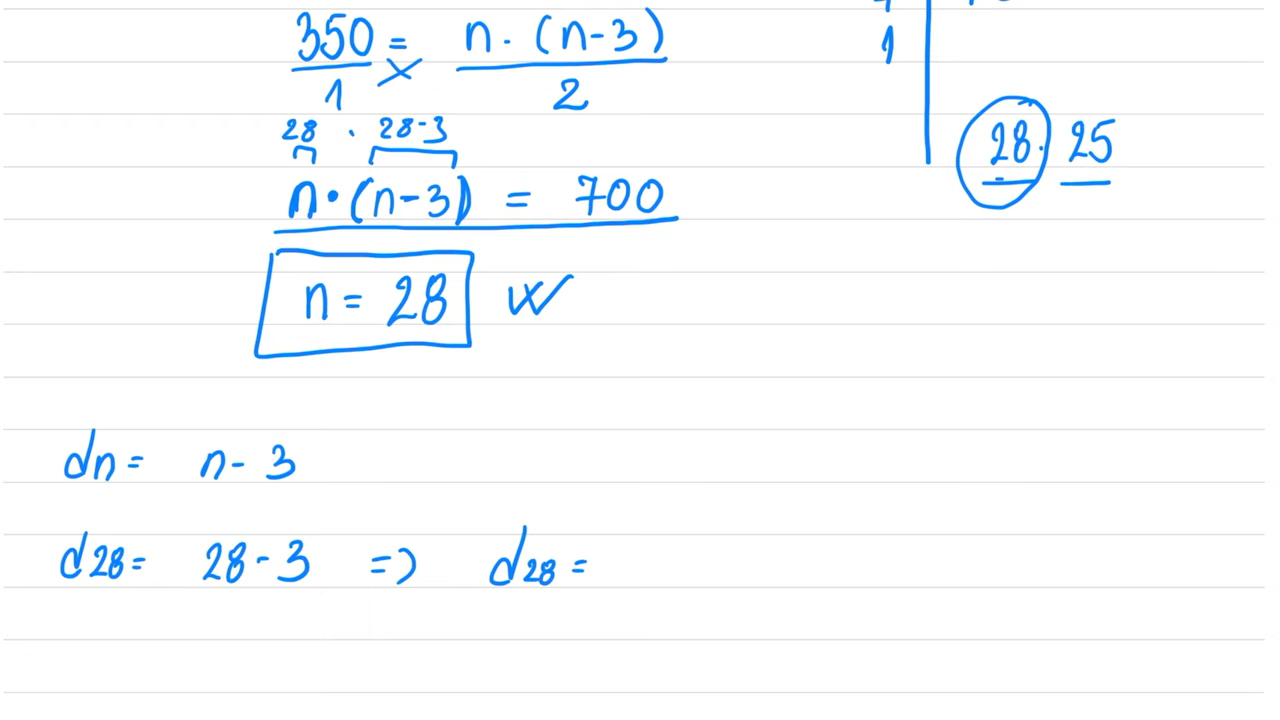 350/1 = n · (n-3)/2
28 · 28-3
n · (n-3) = 700
n = 28
dn = n - 3
d28 = 28 - 3 => d28 =
1
28 · 25